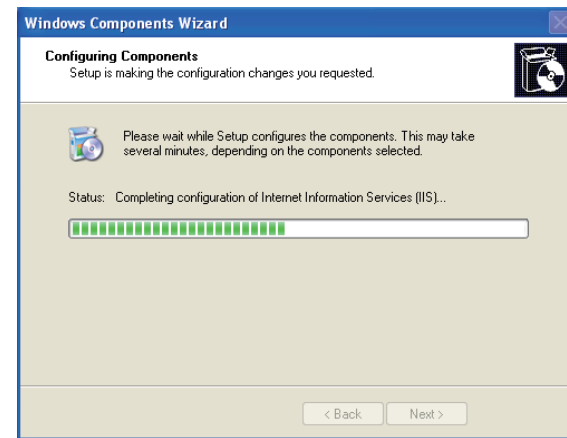 Windows Components Wizard
Configuring Components
Setup is making the configuration changes you requested.
Please wait while Setup configures the components. This may take
several minutes, depending on the components selected.
Status: Completing configuration of Internet Information Services (IIS)...
< Back Next >